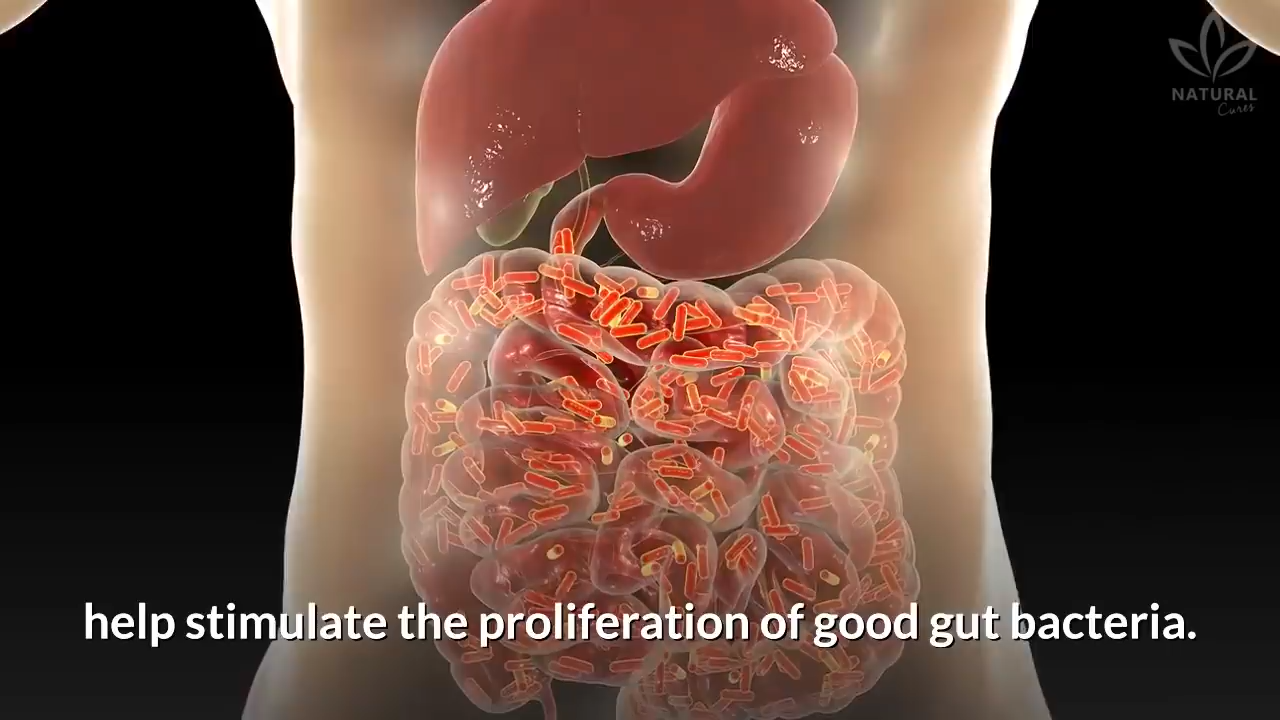 NATURAL
Cures
help stimulate the proliferation of good gut bacteria.